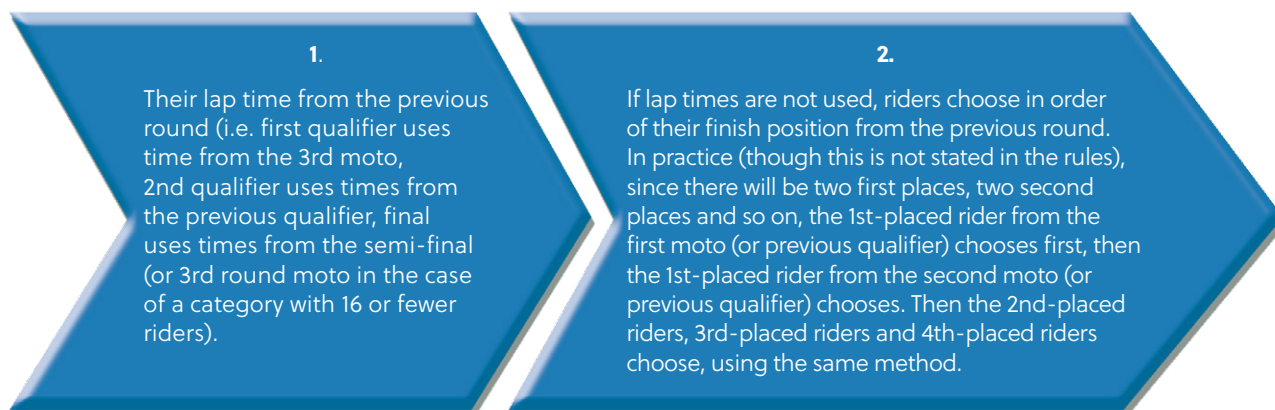 1.
Their lap time from the previous
round (i.e. first qualifier uses
time from the 3rd moto,
2nd qualifier uses times from
the previous qualifier, final
uses times from the semi-final
(or 3rd round moto in the case
of a category with 16 or fewer
riders).
2.
If lap times are not used, riders choose in order
of their finish position from the previous round.
In practice (though this is not stated in the rules),
since there will be two first places, two second
places and so on, the 1st-placed rider from the
first moto (or previous qualifier) chooses first, then
the 1st-placed rider from the second moto (or
previous qualifier) chooses. Then the 2nd-placed
riders, 3rd-placed riders and 4th-placed riders
choose, using the same method.